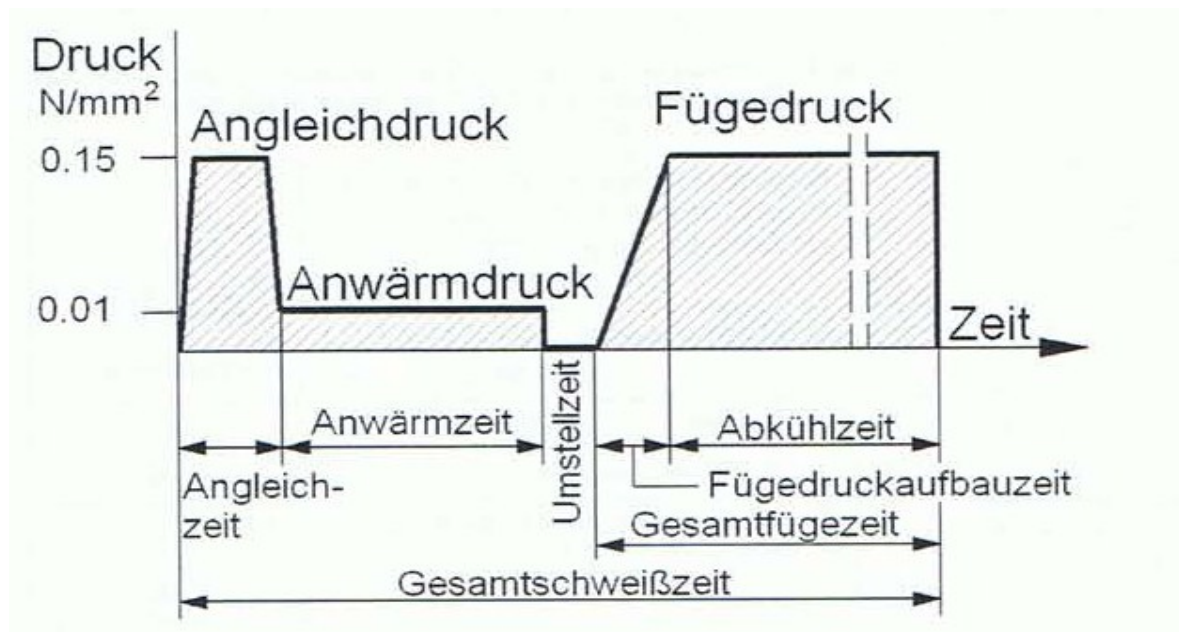 Druck
N/mm²
Angleichdruck
Fügedruck
0.15
Anwärmdruck
0.01
Zeit
Umstellzeit
Anwärmzeit
Abkühlzeit
Angleich-
zeit
Fügedruckaufbauzeit
Gesamtfügezeit
Gesamtschweißzeit